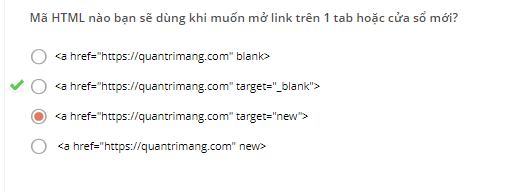 Mã HTML nào bạn sẽ dùng khi muốn mở link trên 1 tab hoặc cửa sổ mới?
<a href="https://quantrimang.com" blank>
<a href="https://quantrimang.com" target="_blank">
<a href="https://quantrimang.com" target="new">
<a href="https://quantrimang.com" new>